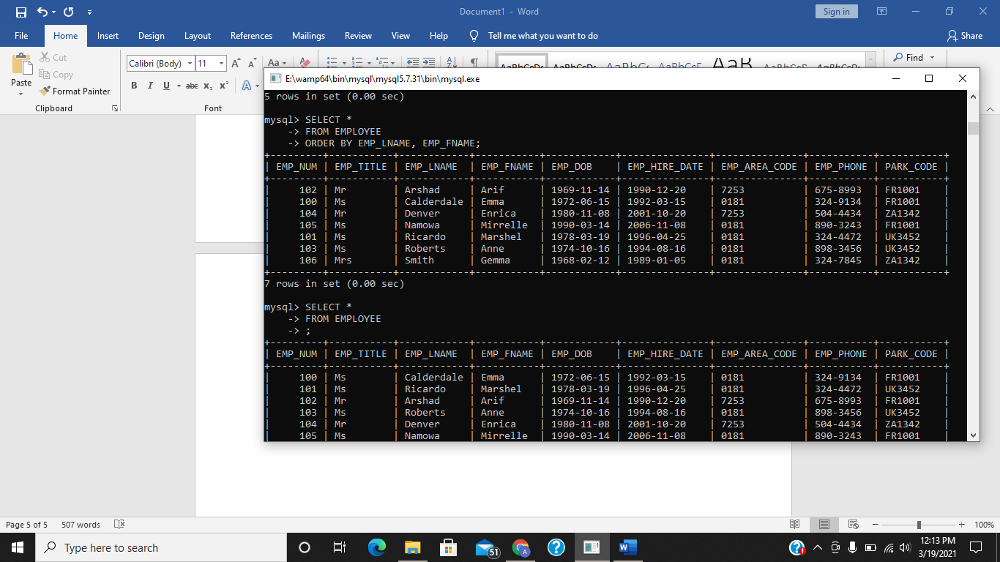 Document1 - Word
Sign in
File Home Insert Design Layout References Mailings Review View Help Tell me what you want to do Share
Paste
Cut
Copy
Format Painter
Clipboard
Calibri (Body) 11
B I U abc x₂ x² A
Font
Find
E:\wamp64\bin\mysql\mysql5.7.31\bin\mysql.exe
5 rows in set (0.00 sec)
mysql> SELECT *
-> FROM EMPLOYEE
-> ORDER BY EMP_LNAME, EMP_FNAME;
| EMP_NUM | EMP_TITLE | EMP_LNAME | EMP_FNAME | EMP_DOB | EMP_HIRE_DATE | EMP_AREA_CODE | EMP_PHONE | PARK_CODE |
| 102 | Mr | Arshad | Arif | 1969-11-14 | 1990-12-20 | 7253 | 675-8993 | FR1001 |
| 100 | Ms | Calderdale | Emma | 1972-06-15 | 1992-03-15 | 0181 | 324-9134 | FR1001 |
| 104 | Mr | Denver | Enrica | 1980-11-08 | 2001-10-20 | 7253 | 504-4434 | ZA1342 |
| 105 | Ms | Namowa | Mirrelle | 1990-03-14 | 2006-11-08 | 0181 | 890-3243 | FR1001 |
| 101 | Ms | Ricardo | Marshel | 1978-03-19 | 1996-04-25 | 0181 | 324-4472 | UK3452 |
| 103 | Ms | Roberts | Anne | 1974-10-16 | 1994-08-16 | 0181 | 898-3456 | UK3452 |
| 106 | Mrs | Smith | Gemma | 1968-02-12 | 1989-01-05 | 0181 | 324-7845 | ZA1342 |
7 rows in set (0.00 sec)
mysql> SELECT *
-> FROM EMPLOYEE
-> ;
| EMP_NUM | EMP_TITLE | EMP_LNAME | EMP_FNAME | EMP_DOB | EMP_HIRE_DATE | EMP_AREA_CODE | EMP_PHONE | PARK_CODE |
| 100 | Ms | Calderdale | Emma | 1972-06-15 | 1992-03-15 | 0181 | 324-9134 | FR1001 |
| 101 | Ms | Ricardo | Marshel | 1978-03-19 | 1996-04-25 | 0181 | 324-4472 | UK3452 |
| 102 | Mr | Arshad | Arif | 1969-11-14 | 1990-12-20 | 7253 | 675-8993 | FR1001 |
| 103 | Ms | Roberts | Anne | 1974-10-16 | 1994-08-16 | 0181 | 898-3456 | UK3452 |
| 104 | Mr | Denver | Enrica | 1980-11-08 | 2001-10-20 | 7253 | 504-4434 | ZA1342 |
| 105 | Ms | Namowa | Mirrelle | 1990-03-14 | 2006-11-08 | 0181 | 890-3243 | FR1001 |
Page 5 of 5 507 words 100%
Type here to search
51
12:13 PM
3/19/2021